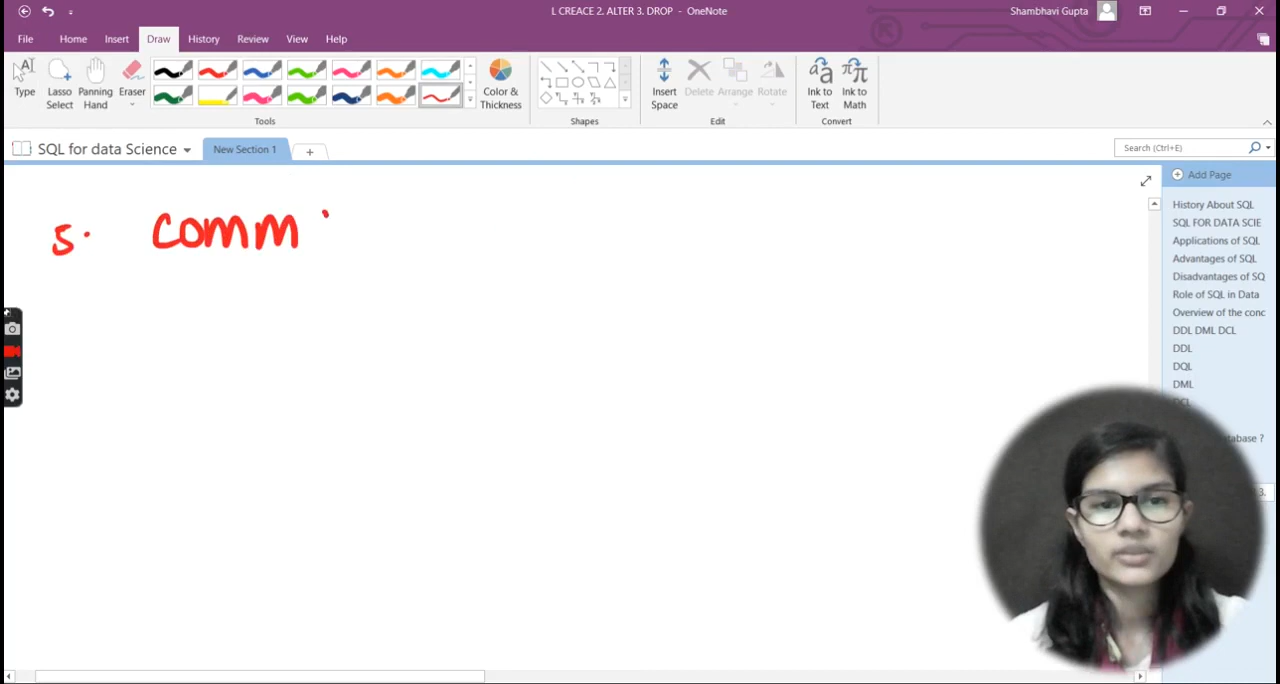 L CREACE 2. ALTER 3. DROP - OneNote
Shambhavi Gupta
File Home Insert Draw History Review View Help
Type
Lasso Select
Panning Hand
Eraser
Color & Thickness
Insert Space
Delete
Arrange
Rotate
Ink to Text
Ink to Math
Tools
Shapes
Edit
Convert
SQL for data Science
New Section 1
Search (Ctrl+E)
Add Page
5. comm
History About SQL
SQL FOR DATA SCIE
Applications of SQL
Advantages of SQL
Disadvantages of SQ
Role of SQL in Data
Overview of the conc
DDL DML DCL
DDL
DQL
DML
DCL
tabase ?
3.